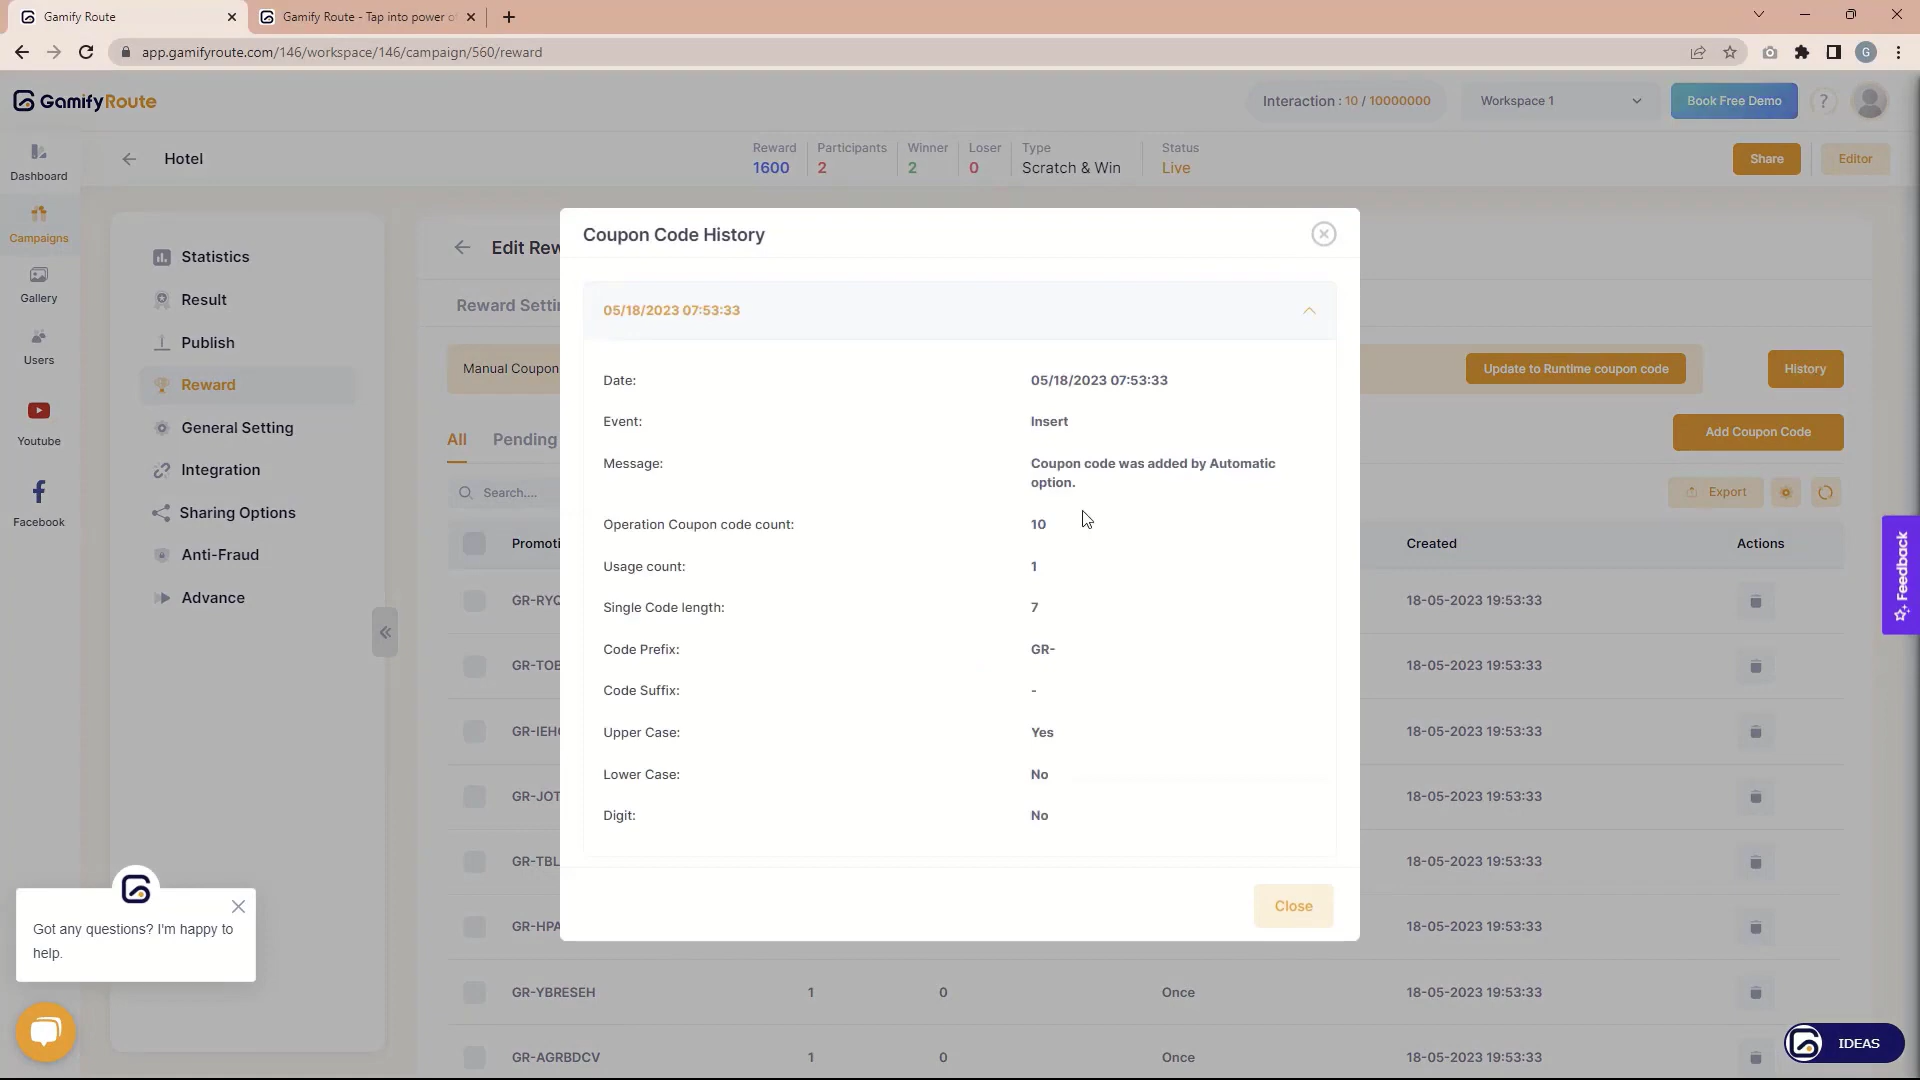 Gamify Route
Gamify Route - Tap into power o
app.gamifyroute.com/146/workspace/146/campaign/560/reward
G
GamifyRoute
Interaction : 10 / 10000000
Workspace 1
Book Free Demo
?
Dashboard
Campaigns
Gallery
Users
Youtube
Facebook
Hotel
Reward
1600
Participants
2
Winner
2
Loser
0
Type
Scratch & Win
Status
Live
Share
Editor
Statistics
Result
Publish
Reward
General Setting
Integration
Sharing Options
Anti-Fraud
Advance
Edit Rew
Reward Settin
Manual Coupon
Update to Runtime coupon code
History
All
Pending
Add Coupon Code
Search....
Export
Promoti
Created
Actions
GR-RYQ
18-05-2023 19:53:33
GR-TOB
18-05-2023 19:53:33
GR-IEH
18-05-2023 19:53:33
GR-JOT
18-05-2023 19:53:33
GR-TBL
18-05-2023 19:53:33
GR-HPA
18-05-2023 19:53:33
GR-YBRESEH
1
0
Once
18-05-2023 19:53:33
GR-AGRBDCV
1
0
Once
18-05-2023 19:53:33
Coupon Code History
05/18/2023 07:53:33
Date:
05/18/2023 07:53:33
Event:
Insert
Message:
Coupon code was added by Automatic
option.
Operation Coupon code count:
10
Usage count:
1
Single Code length:
7
Code Prefix:
GR-
Code Suffix:
-
Upper Case:
Yes
Lower Case:
No
Digit:
No
Close
Feedback
Got any questions? I'm happy to
help.
IDEAS